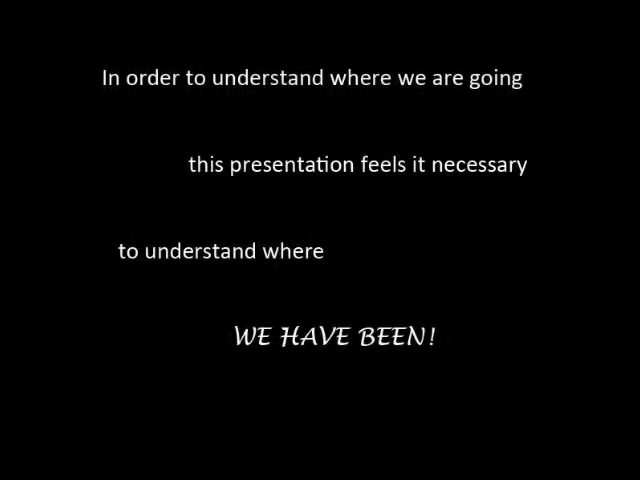 In order to understand where we are going
this presentation feels it necessary
to understand where
WE HAVE BEEN!